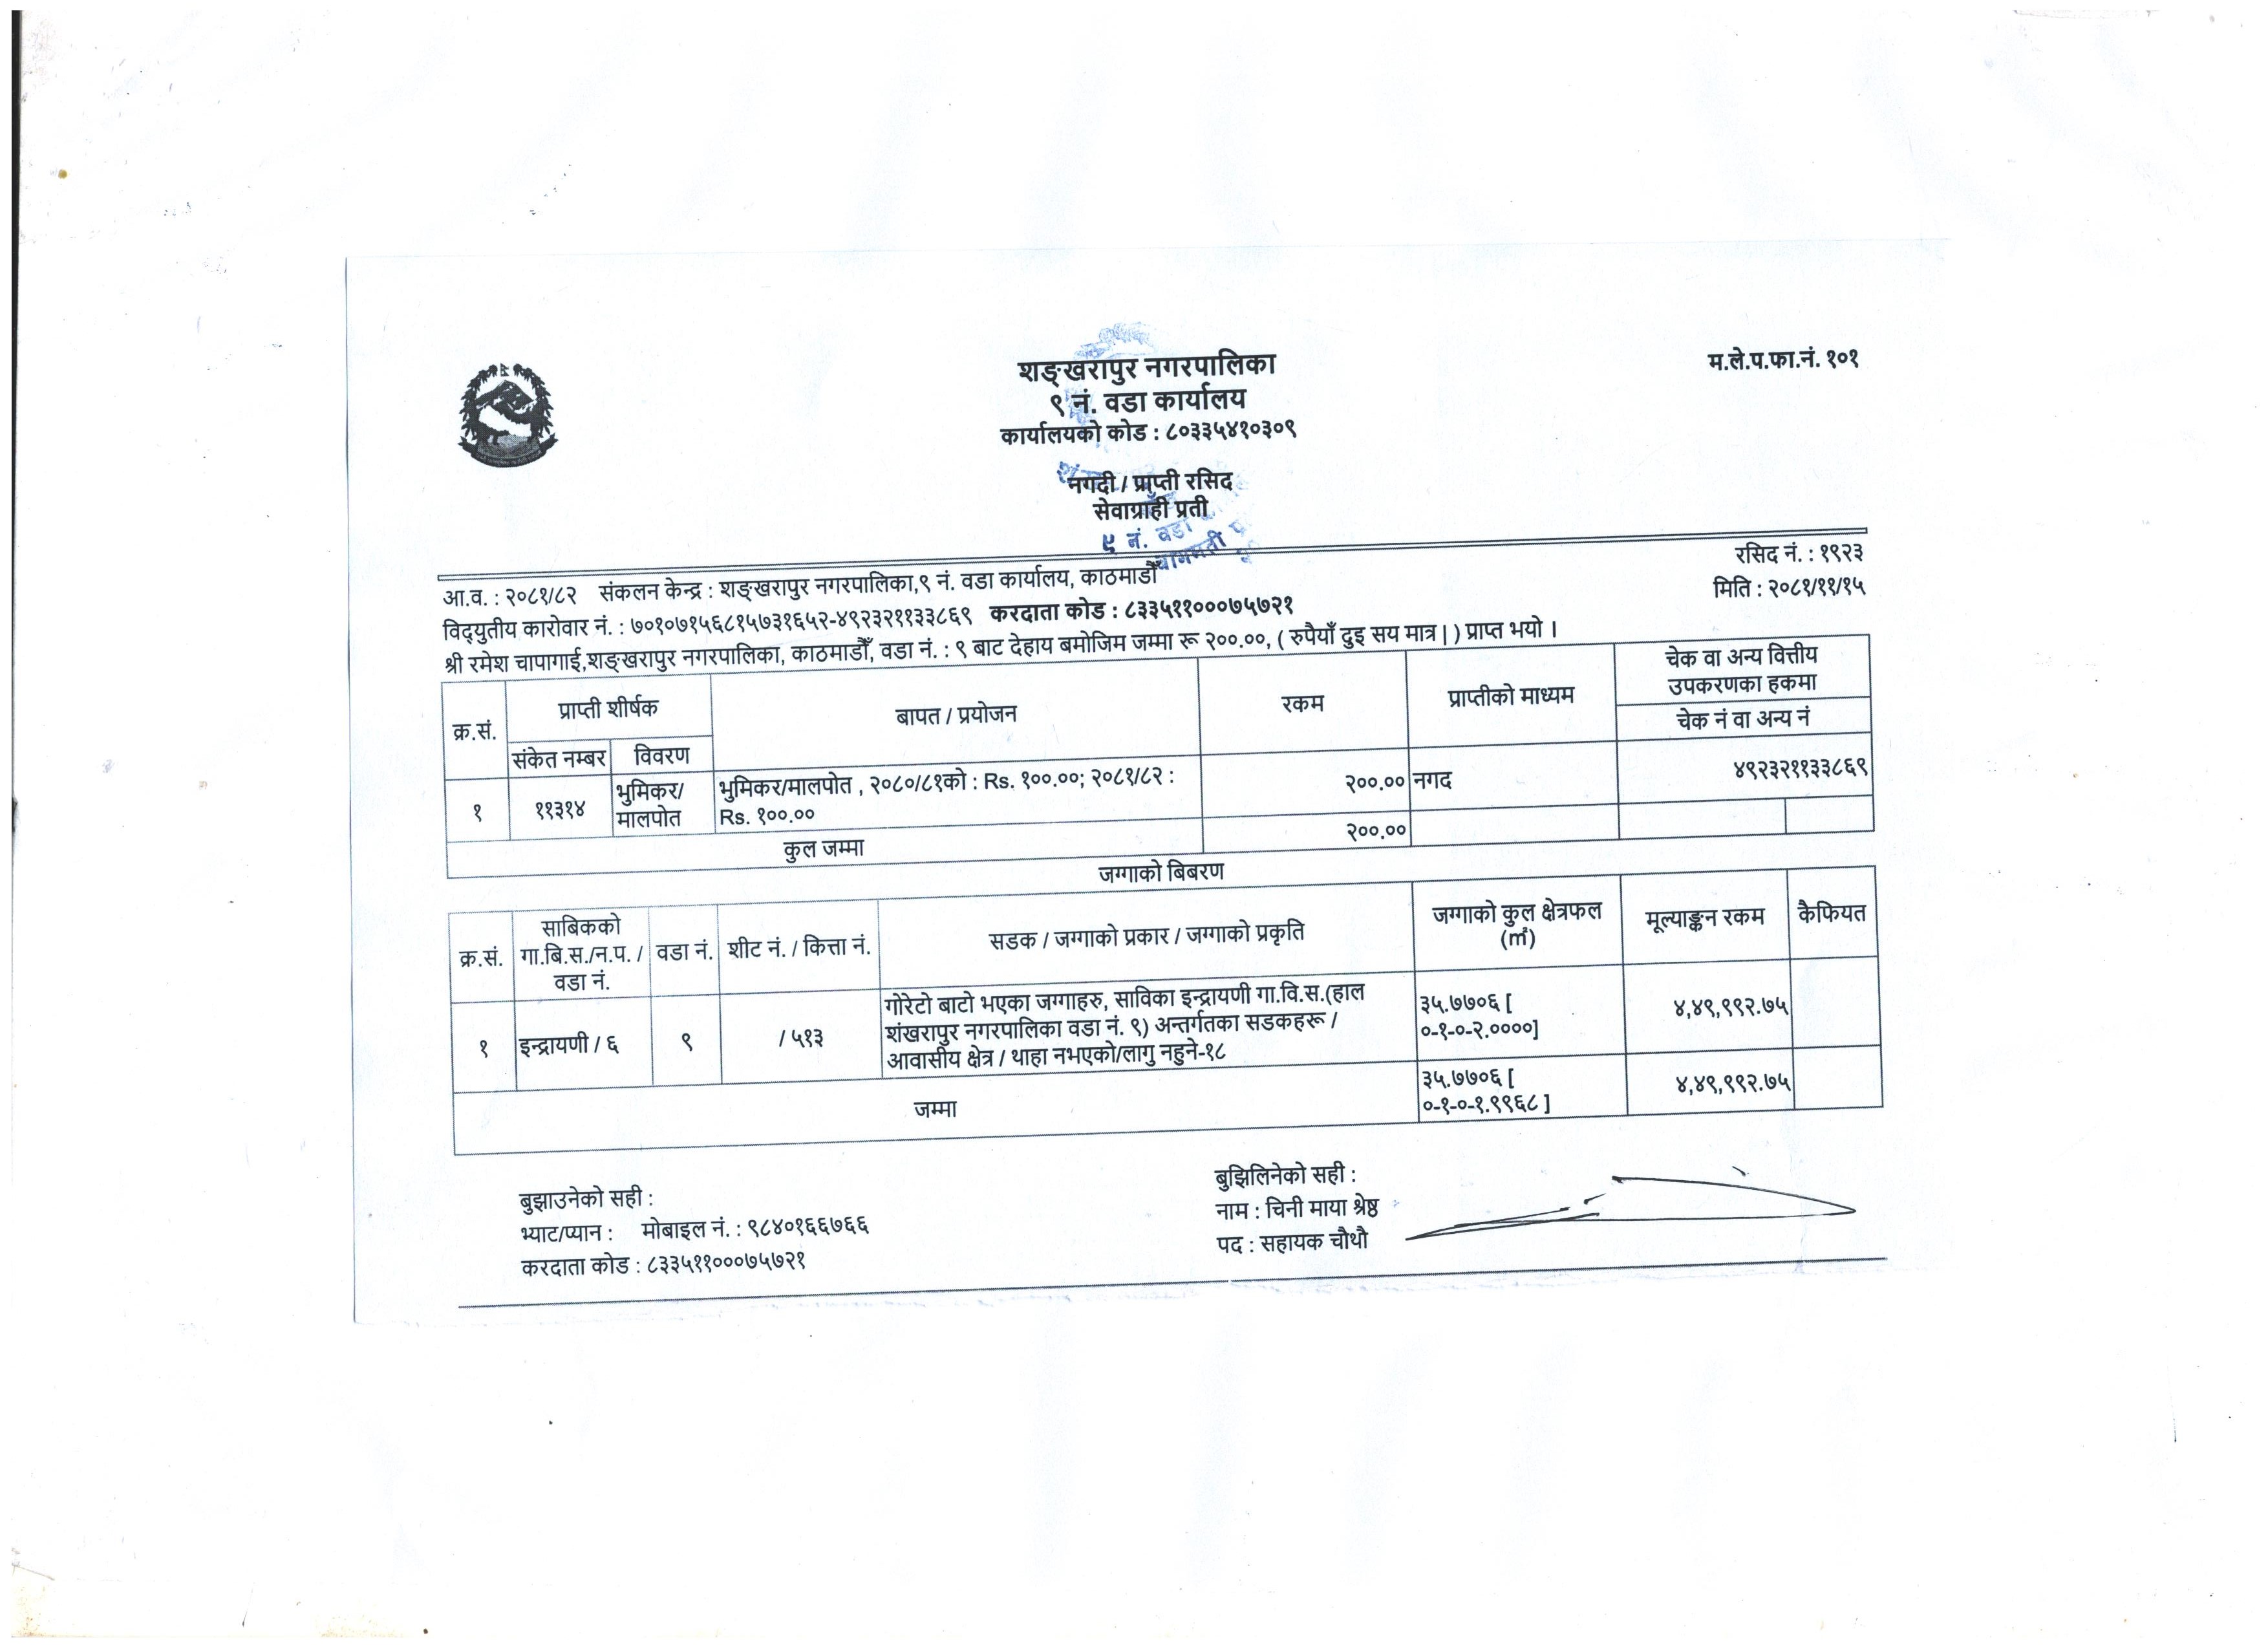 शङ्खरापुर नगरपालिका
म.ले.प.फा.नं. १०१
९ नं. वडा कार्यालय
कार्यालयको कोड : ८०३३५४१०३०९
नगदी / प्राप्ती रसिद
सेवाग्राही प्रती
९ नं. वडा
बागमती
रसिद नं. : १९२३
आ.व. : २०८१/८२ संकलन केन्द्र : शङ्खरापुर नगरपालिका,९ नं. वडा कार्यालय, काठमाडौँ
मिति : २०८१/११/१५
विद्युतीय कारोवार नं. : ७०१०७१५६८१५७३१६५२-४९२३२११३३८६९ करदाता कोड : ८३३५११०००७५७२१
श्री रमेश चापागाई,शङ्खरापुर नगरपालिका, काठमाडौँ, वडा नं. : ९ बाट देहाय बमोजिम जम्मा रू २००.००, ( रुपैयाँ दुइ सय मात्र | ) प्राप्त भयो ।
क्र.सं. प्राप्ती शीर्षक बापत / प्रयोजन रकम प्राप्तीको माध्यम चेक वा अन्य वित्तीय
उपकरणका हकमा
संकेत नम्बर विवरण चेक नं वा अन्य नं
१ ११३१४ भुमिकर/ भुमिकर/मालपोत , २०८०/८१को : Rs. १००.००; २०८१/८२ : २००.०० नगद ४९२३२११३३८६९
मालपोत Rs. १००.००
कुल जम्मा २००.००
जग्गाको बिबरण
क्र.सं. साबिकको वडा नं. शीट नं. / कित्ता नं. सडक / जग्गाको प्रकार / जग्गाको प्रकृति जग्गाको कुल क्षेत्रफल मूल्याङ्कन रकम कैफियत
गा.बि.स./न.प. / (㎡)
वडा नं.
१ इन्द्रायणी / ६ ९ / ५१३ गोरेटो बाटो भएका जग्गाहरु, साविका इन्द्रायणी गा.वि.स.(हाल ३५.७७०६ [ ४,४९,९९२.७५
शंखरापुर नगरपालिका वडा नं. ९) अन्तर्गतका सडकहरू / ०-१-०-२.००००]
आवासीय क्षेत्र / थाहा नभएको/लागु नहुने-१८
जम्मा ३५.७७०६ [ ४,४९,९९२.७५
०-१-०-१.९९६८ ]
बुझाउनेको सही :
भ्याट/प्यान : मोबाइल नं. : ९८४०१६६७६६
करदाता कोड : ८३३५११०००७५७२१
बुझिलिनेको सही :
नाम : चिनी माया श्रेष्ठ
पद : सहायक चौथौ